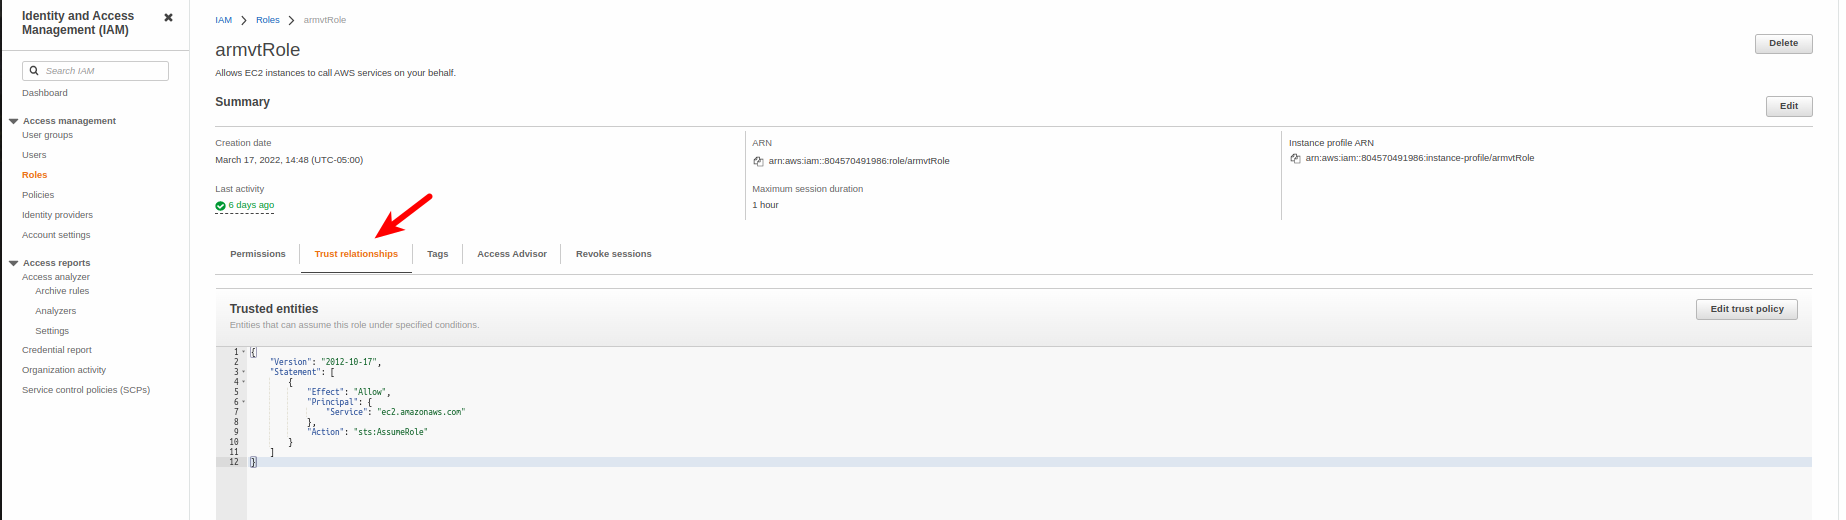 Identity and Access
Management (IAM)
Search IAM
Dashboard
Access management
User groups
Users
Roles
Policies
Identity providers
Account settings
Access reports
Access analyzer
Archive rules
Analyzers
Settings
Credential report
Organization activity
Service control policies (SCPs)
IAM Roles armvtRole
armvtRole
Delete
Allows EC2 instances to call AWS services on your behalf.
Summary
Edit
Creation date
March 17, 2022, 14:48 (UTC-05:00)
Last activity
6 days ago
ARN
arn:aws:iam::804570491986:role/armvtRole
Maximum session duration
1 hour
Instance profile ARN
arn:aws:iam::804570491986:instance-profile/armvtRole
Permissions Trust relationships Tags Access Advisor Revoke sessions
Trusted entities
Entities that can assume this role under specified conditions.
Edit trust policy
1 {
2 "Version": "2012-10-17",
3 "Statement": [
4 {
5 "Effect": "Allow",
6 "Principal": {
7 "Service": "ec2.amazonaws.com"
8 },
9 "Action": "sts:AssumeRole"
10 }
11 ]
12 }